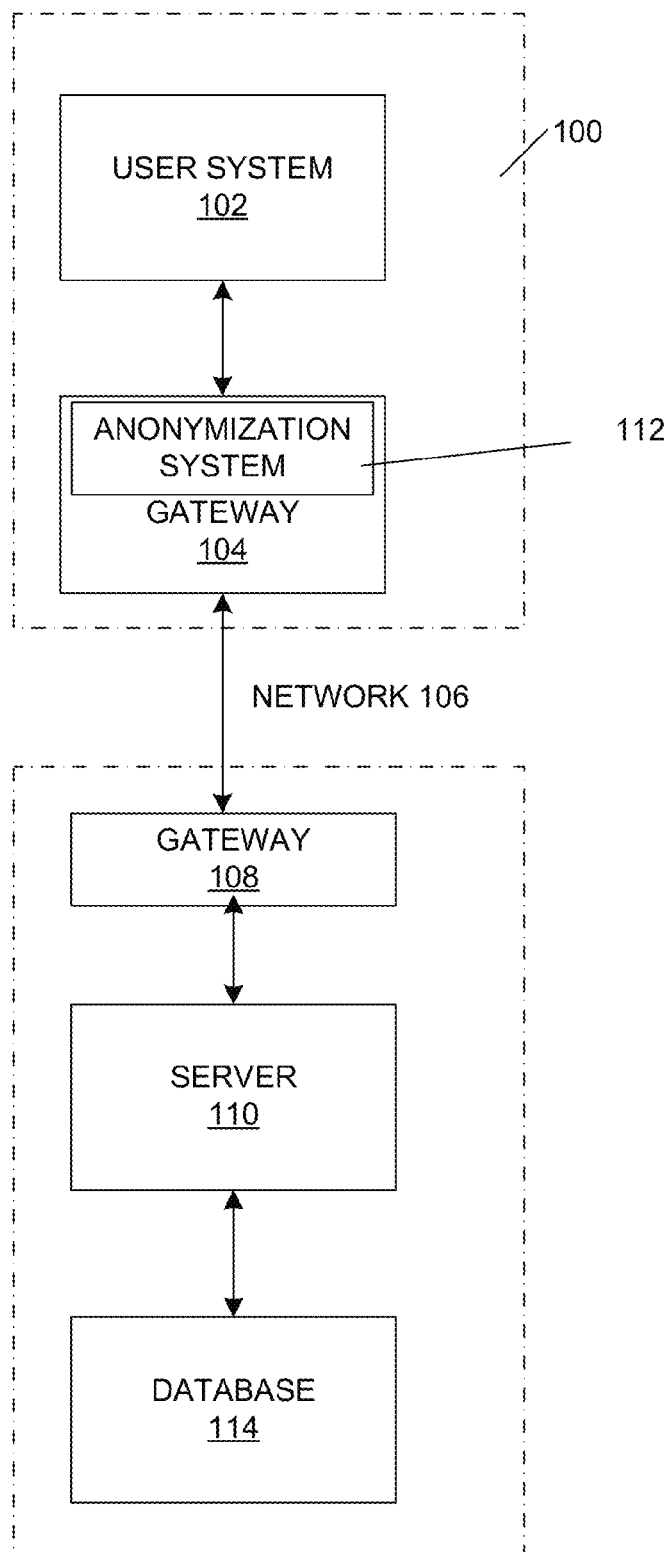 USER SYSTEM
102
100
ANONYMIZATION
SYSTEM
112
GATEWAY
104
NETWORK 106
GATEWAY
108
SERVER
110
DATABASE
114